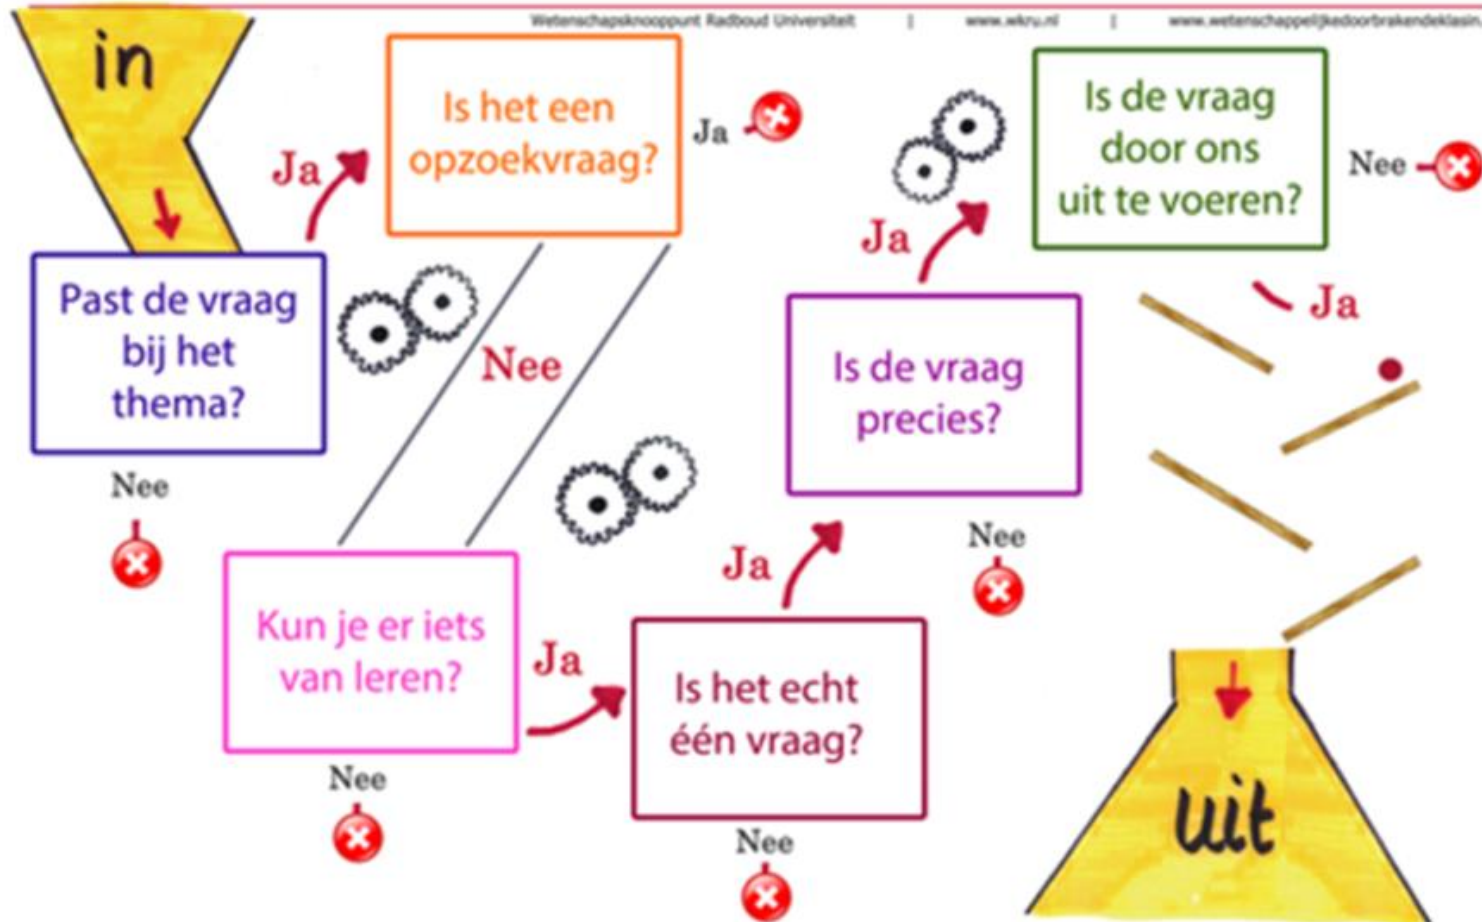 Wetenschapsknooppunt Radboud Universiteit | www.wkru.nl | www.wetenschappelijkedoorbrakendeklasin.
in
Is het een
opzoekvraag?
Ja
Ja
Past de vraag
bij het
thema?
Nee
Nee
Kun je er iets
van leren?
Nee
Ja
Is het echt
één vraag?
Nee
Ja
Is de vraag
precies?
Nee
Ja
Is de vraag
door ons
uit te voeren?
Nee
Ja
uit